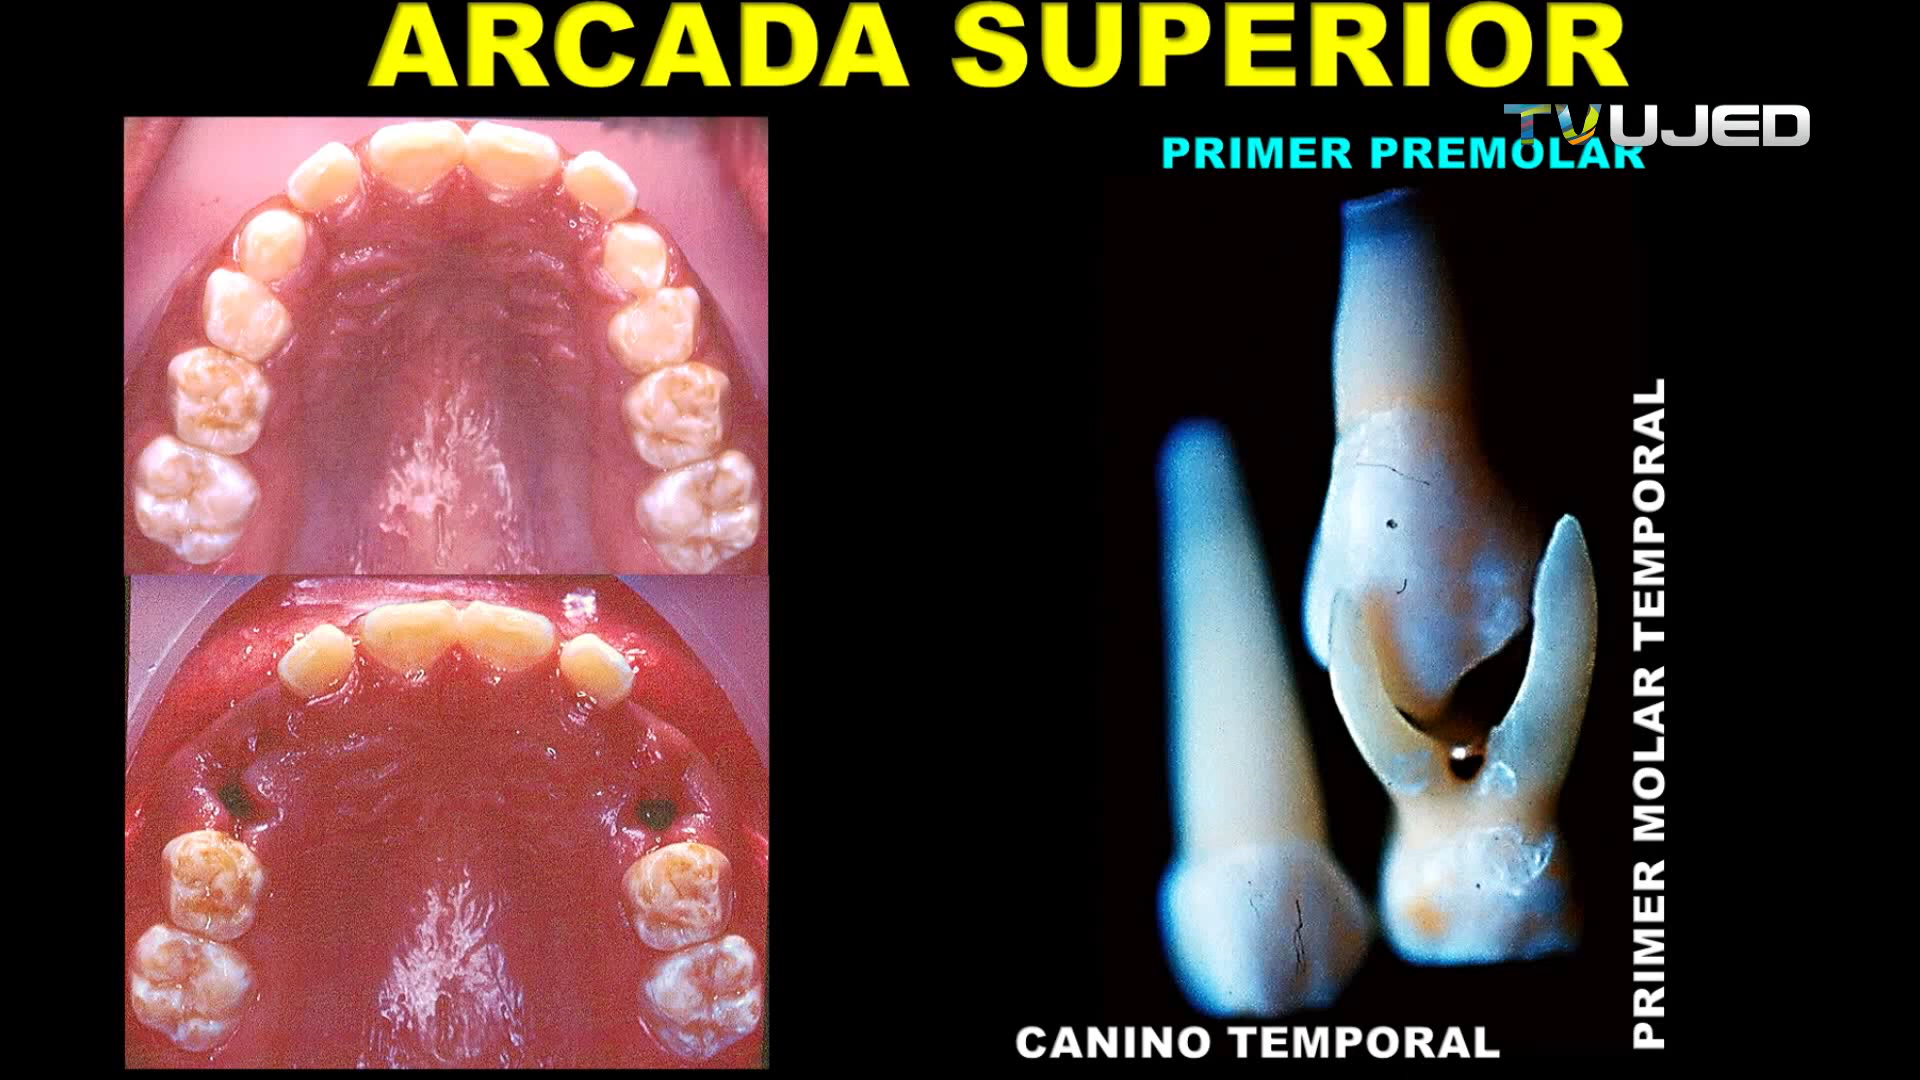 ARCADA SUPERIOR
TVUJED
PRIMER PREMOLAR
PRIMER MOLAR TEMPORAL
CANINO TEMPORAL